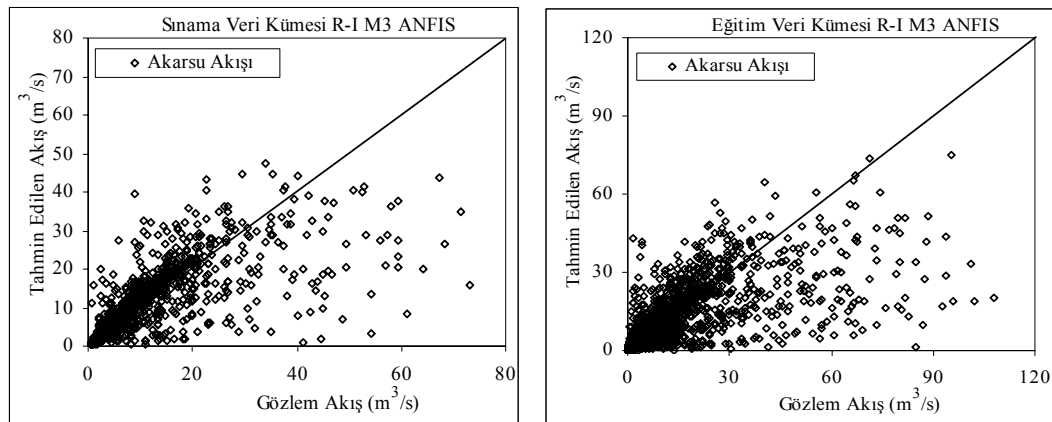 Sınama Veri Kümesi R-I M3 ANFIS
Akarsu Akışı
Tahmin Edilen Akış (m³/s)
80
70
60
50
40
30
20
10
0
0 20 40 60 80
Gözlem Akış (m³/s)
Eğitim Veri Kümesi R-I M3 ANFIS
Akarsu Akışı
Tahmin Edilen Akış (m³/s)
120
90
60
30
0
0 30 60 90 120
Gözlem Akış (m³/s)